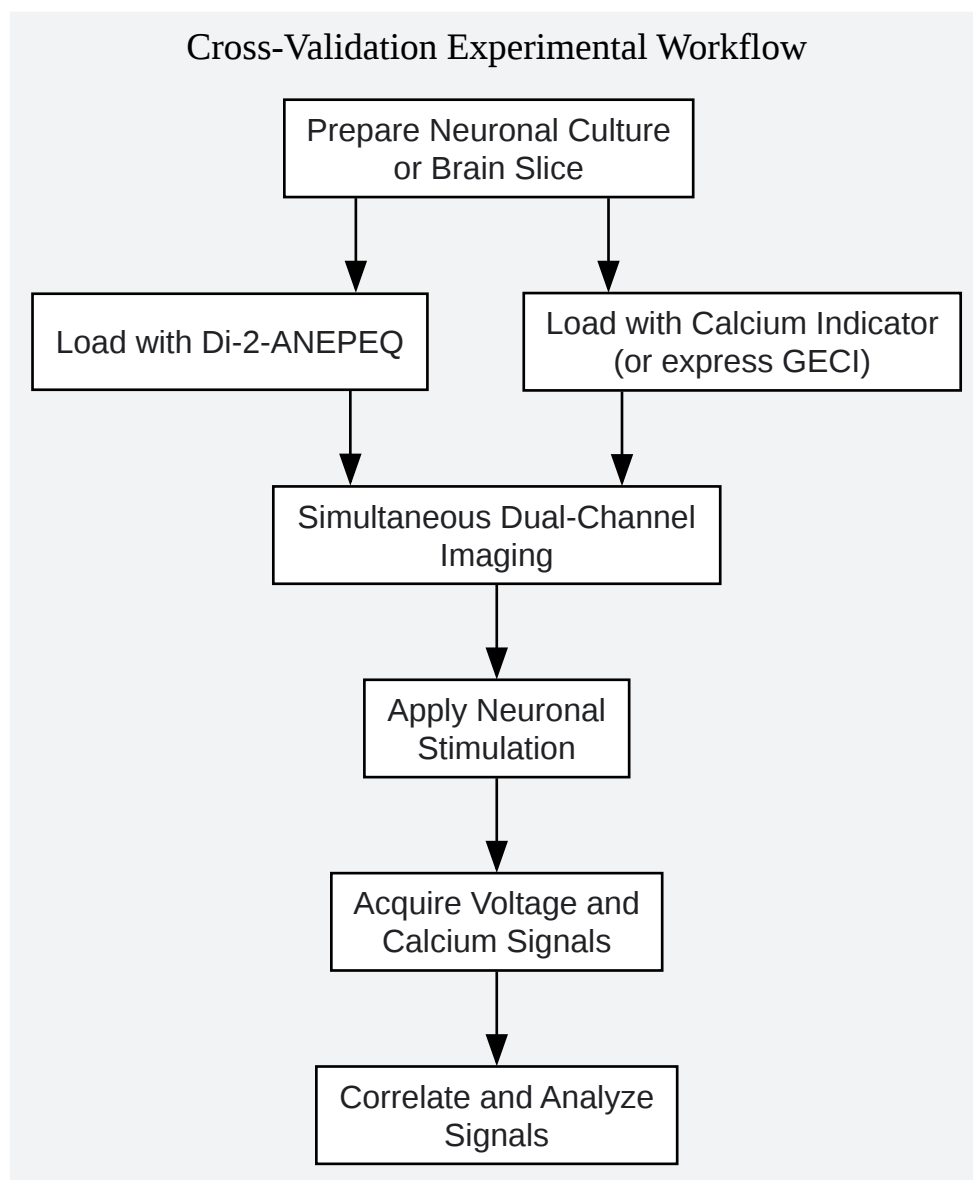 Cross-Validation Experimental Workflow
Prepare Neuronal Culture
or Brain Slice
Load with Di-2-ANEPEQ
Load with Calcium Indicator
(or express GECI)
Simultaneous Dual-Channel
Imaging
Apply Neuronal
Stimulation
Acquire Voltage and
Calcium Signals
Correlate and Analyze
Signals